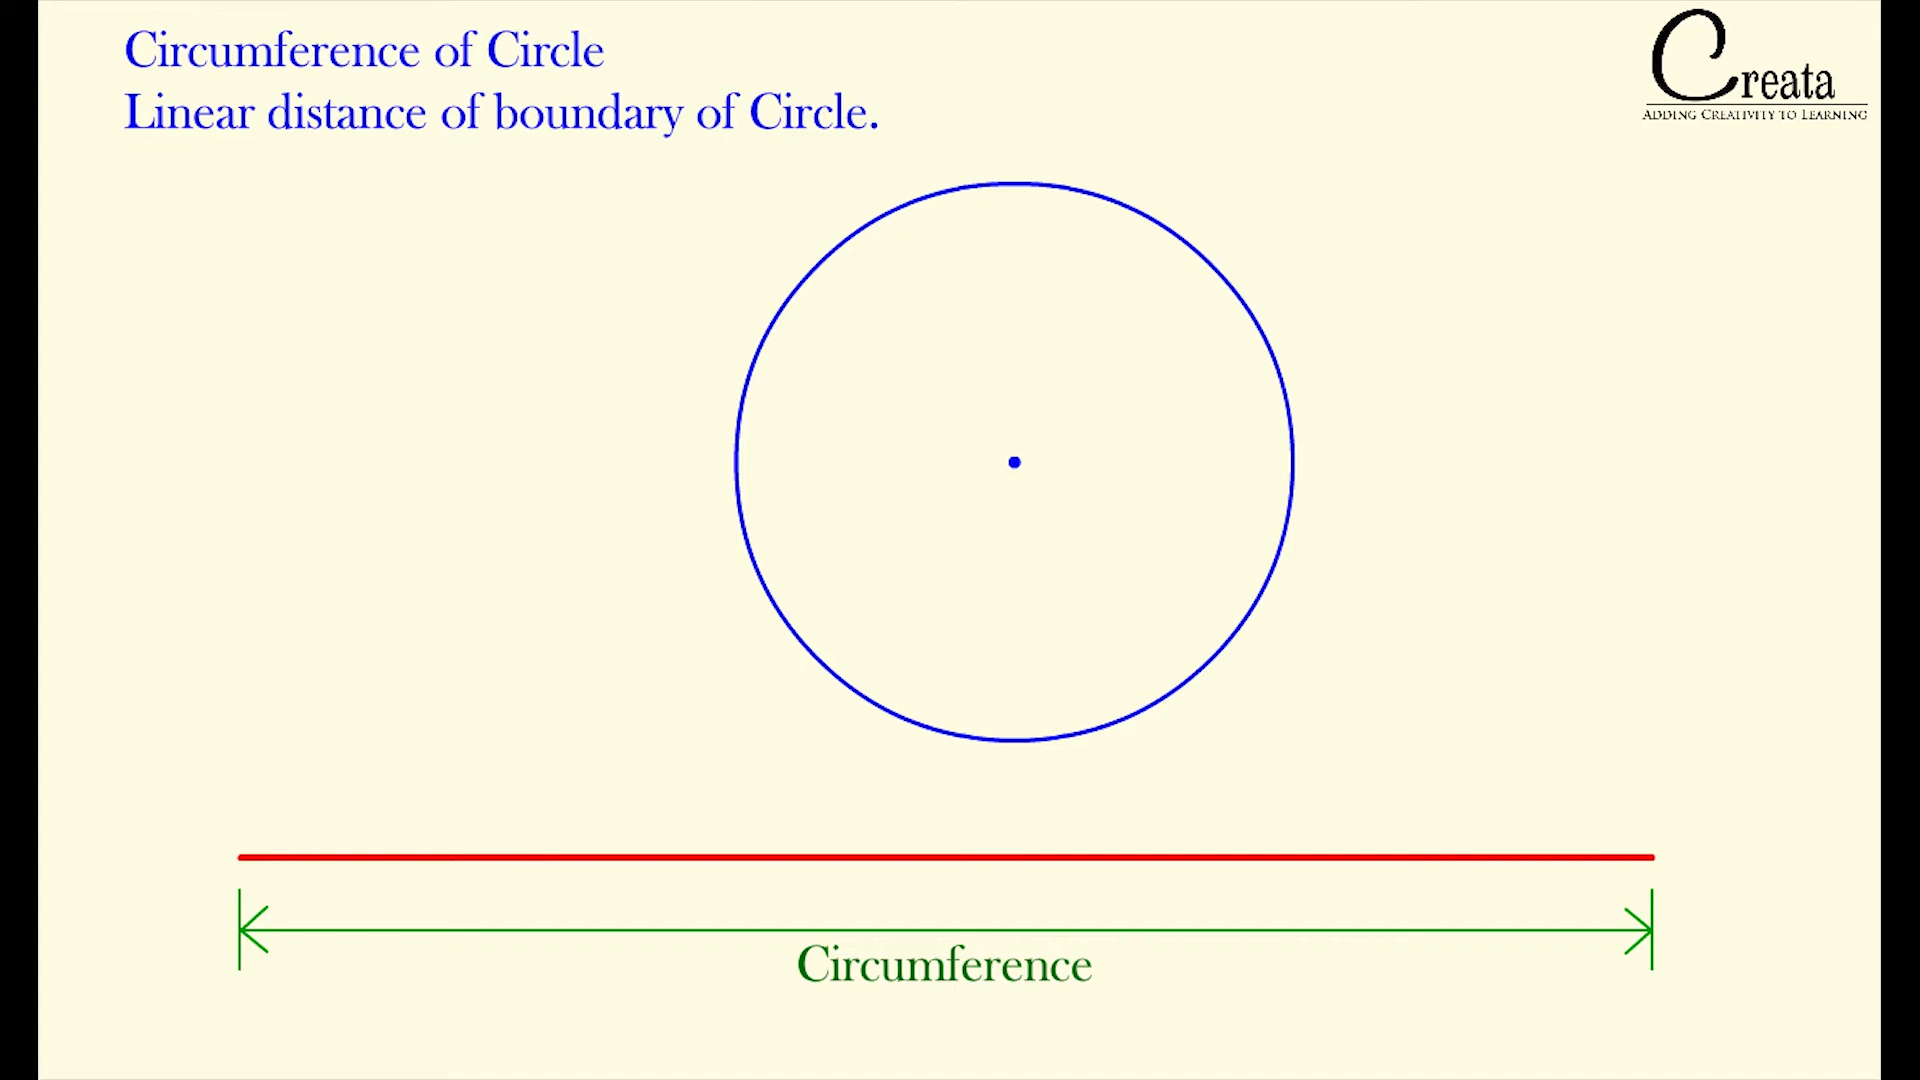 Circumference of Circle
Linear distance of boundary of Circle.
Creata
ADDING CREATIVITY TO LEARNING
Circumference